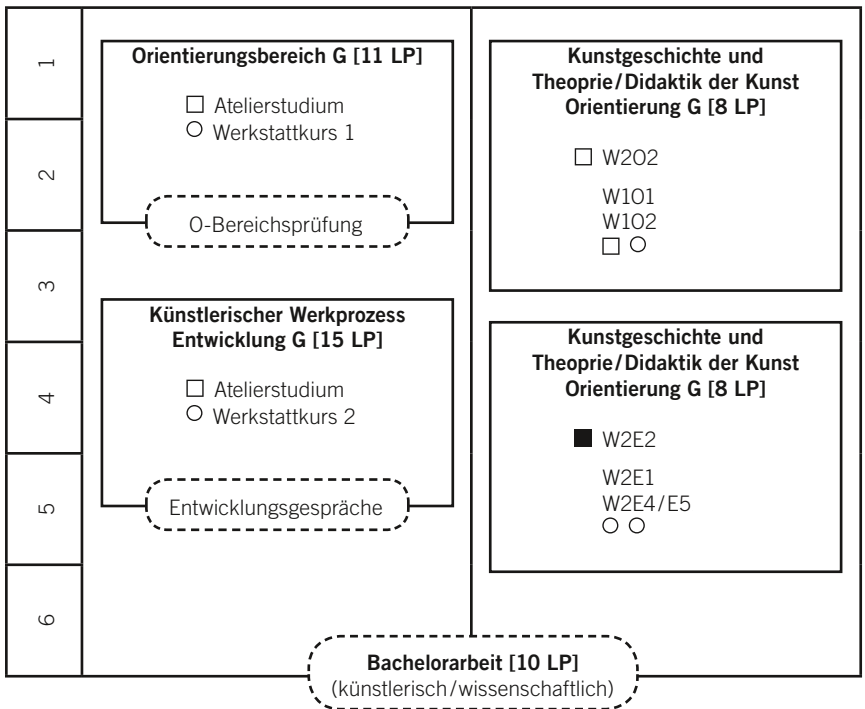 1
2
3
4
5
6
Orientierungsbereich G [11 LP]
□ Atelierstudium
○ Werkstattkurs 1
O-Bereichsprüfung
Künstlerischer Werkprozess
Entwicklung G [15 LP]
□ Atelierstudium
○ Werkstattkurs 2
Entwicklungsgespräche
Kunstgeschichte und
Theoprie/Didaktik der Kunst
Orientierung G [8 LP]
□ W2O2
W1O1
W1O2
□ ○
Kunstgeschichte und
Theoprie/Didaktik der Kunst
Orientierung G [8 LP]
■ W2E2
W2E1
W2E4/E5
○ ○
Bachelorarbeit [10 LP]
(künstlerisch/wissenschaftlich)